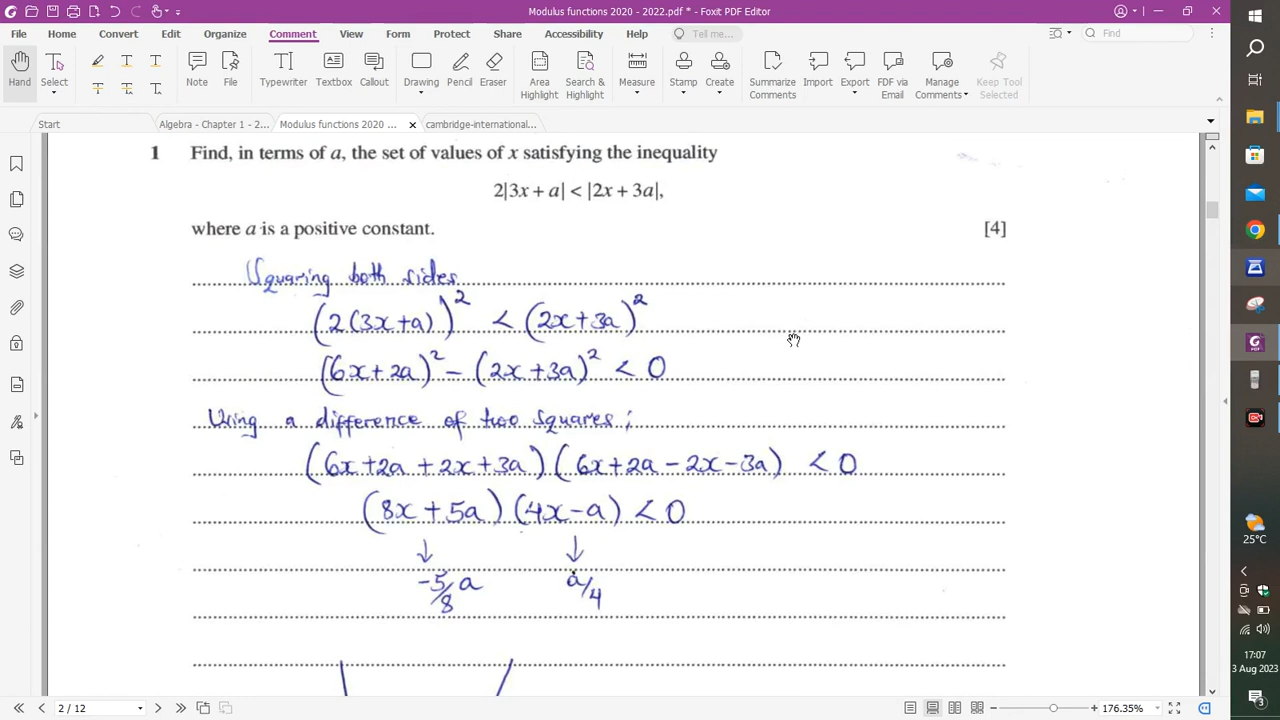 Modulus functions 2020 - 2022.pdf * - Foxit PDF Editor
File Home Convert Edit Organize Comment View Form Protect Share Accessibility Help Tell me... Find
Hand Select Note File Typewriter Textbox Callout Drawing Pencil Eraser Area Highlight Search & Highlight Measure Stamp Create Summarize Comments Import Export FDF via Email Manage Comments Keep Tool Selected
Start Algebra - Chapter 1 - 2... Modulus functions 2020 ... cambridge-international...
1 Find, in terms of a, the set of values of x satisfying the inequality
2|3x + a| < |2x + 3a|,
where a is a positive constant. [4]
Squaring both sides
(2(3x+a))² < (2x+3a)²
(6x+2a)² – (2x+3a)² < 0
Using a difference of two squares;
(6x+2a+2x+3a)(6x+2a-2x-3a) < 0
(8x+5a)(4x-a) < 0
↓ ↓
-5/8 a a/4
25°C
17:07
3 Aug 2023
3
2 / 12 176.35%